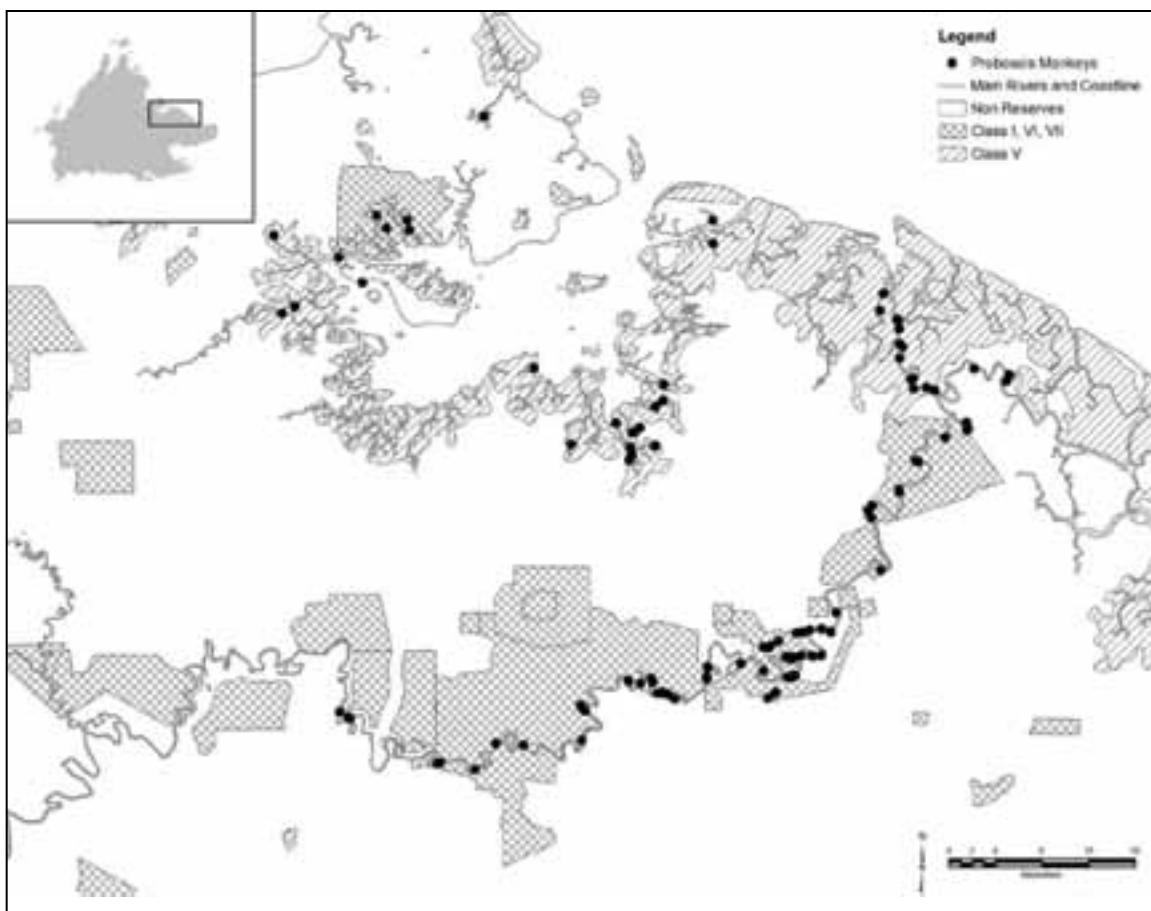 Legend
Proboscis Monkeys
Main Rivers and Coastline
Non Reserves
Class I, VI, VII
Class V